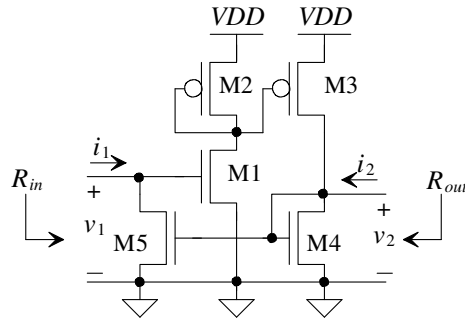 VDD VDD
M2 M3
i1 M1 i2
Rin + + Rout
v1 M5 M4 v2
− −